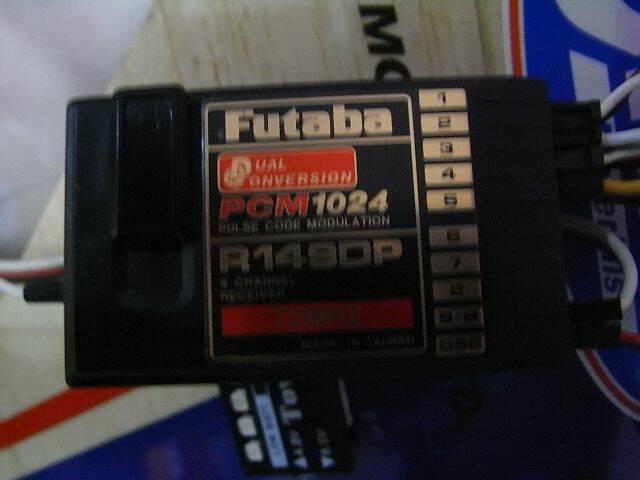 Futaba
DUAL
CONVERSION
PCM1024
PULSE CODE MODULATION
R149DP
9 CHANNEL
RECEIVER
MADE IN TAIWAN
1
2
3
4
5
6
7
8
DSC